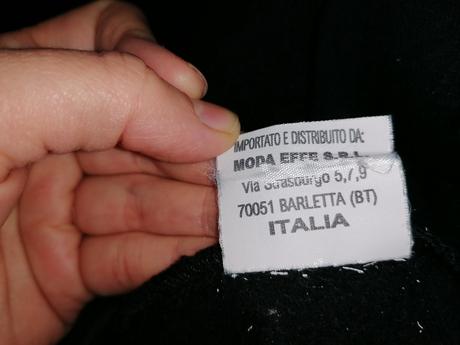 IMPORTATO E DISTRIBUITO DA:
MODA EFFE S.R.L.
Via Strasburgo 5,7,9
70051 BARLETTA (BT)
ITALIA